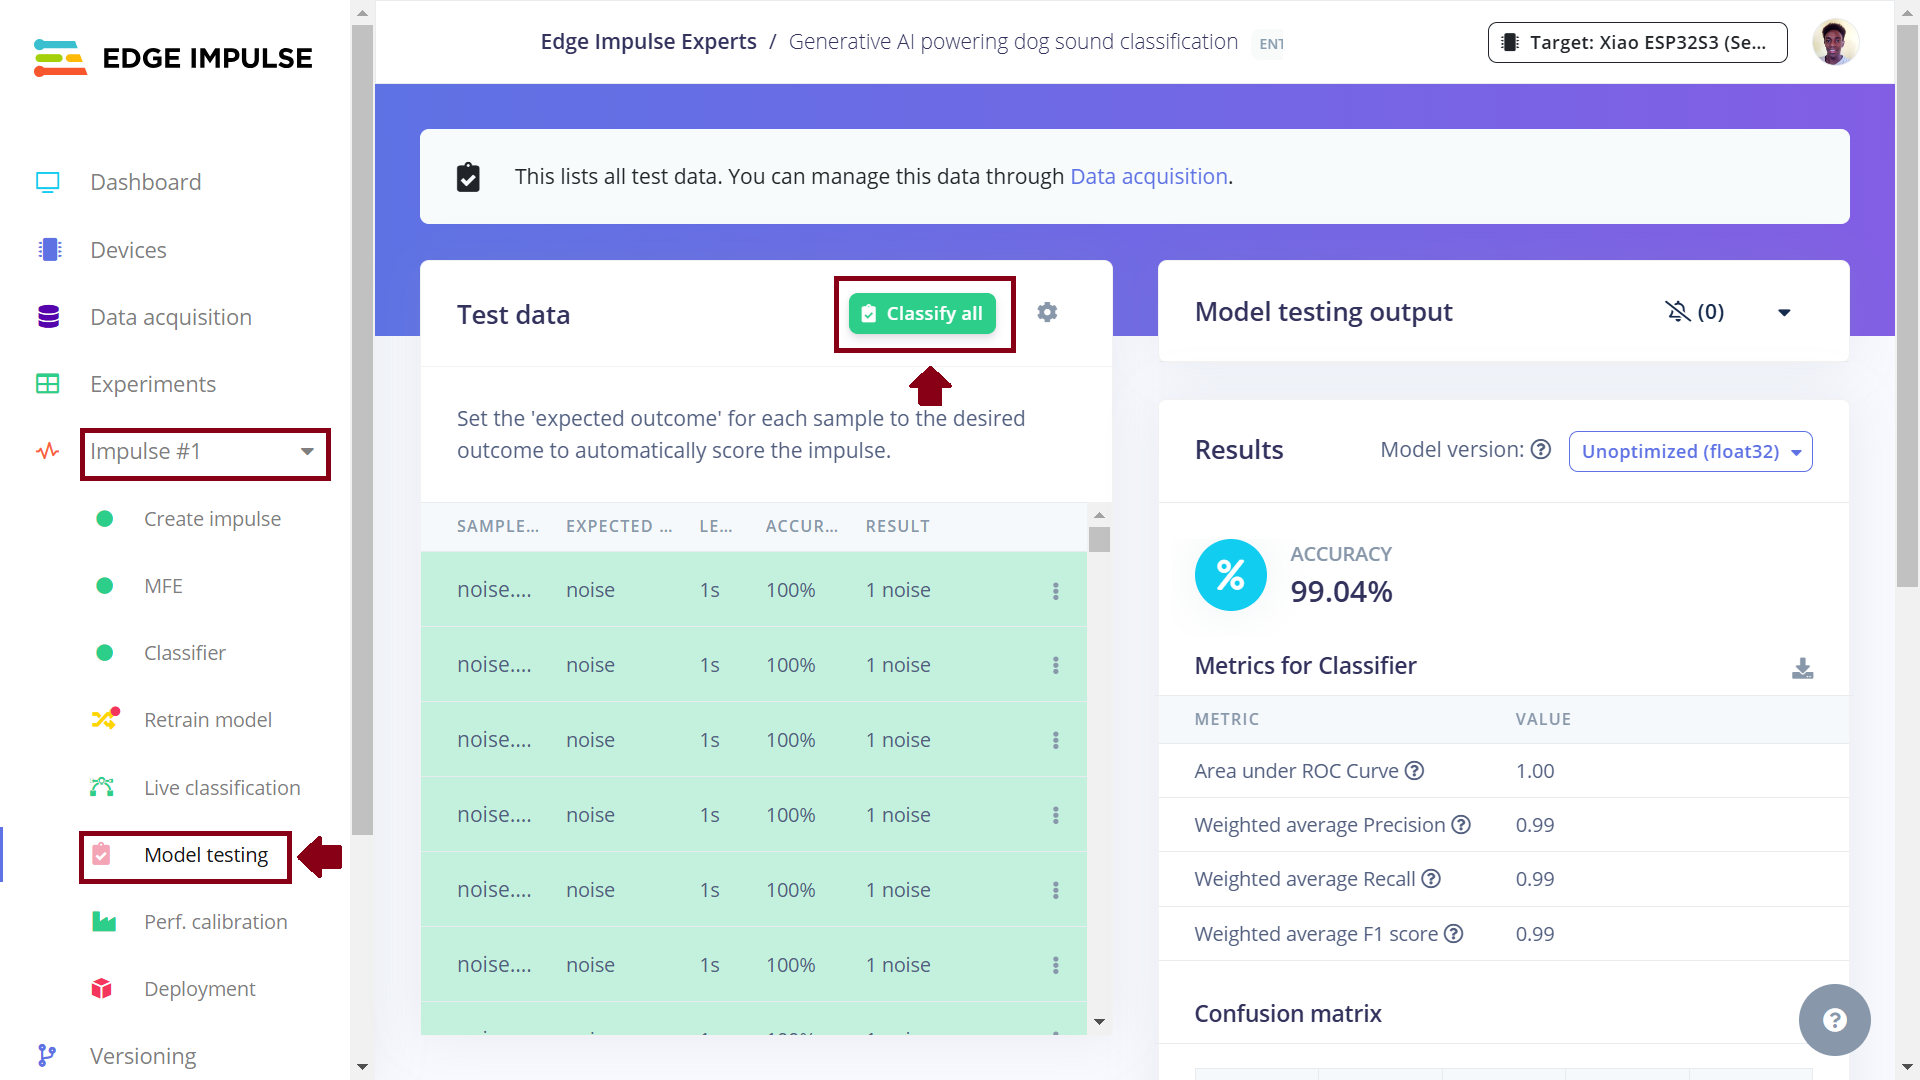 EDGE IMPULSE
Dashboard
Devices
Data acquisition
Experiments
Impulse #1
Create impulse
MFE
Classifier
Retrain model
Live classification
Model testing
Perf. calibration
Deployment
Versioning
Edge Impulse Experts / Generative AI powering dog sound classification ENT
Target: Xiao ESP32S3 (Se...
This lists all test data. You can manage this data through Data acquisition.
Test data
Classify all
Set the 'expected outcome' for each sample to the desired
outcome to automatically score the impulse.
SAMPLE... EXPECTED ... LE... ACCUR... RESULT
noise.... noise 1s 100% 1 noise
noise.... noise 1s 100% 1 noise
noise.... noise 1s 100% 1 noise
noise.... noise 1s 100% 1 noise
noise.... noise 1s 100% 1 noise
noise.... noise 1s 100% 1 noise
Model testing output (0)
Results Model version: ? Unoptimized (float32)
%
ACCURACY
99.04%
Metrics for Classifier
METRIC VALUE
Area under ROC Curve ? 1.00
Weighted average Precision ? 0.99
Weighted average Recall ? 0.99
Weighted average F1 score ? 0.99
Confusion matrix
?